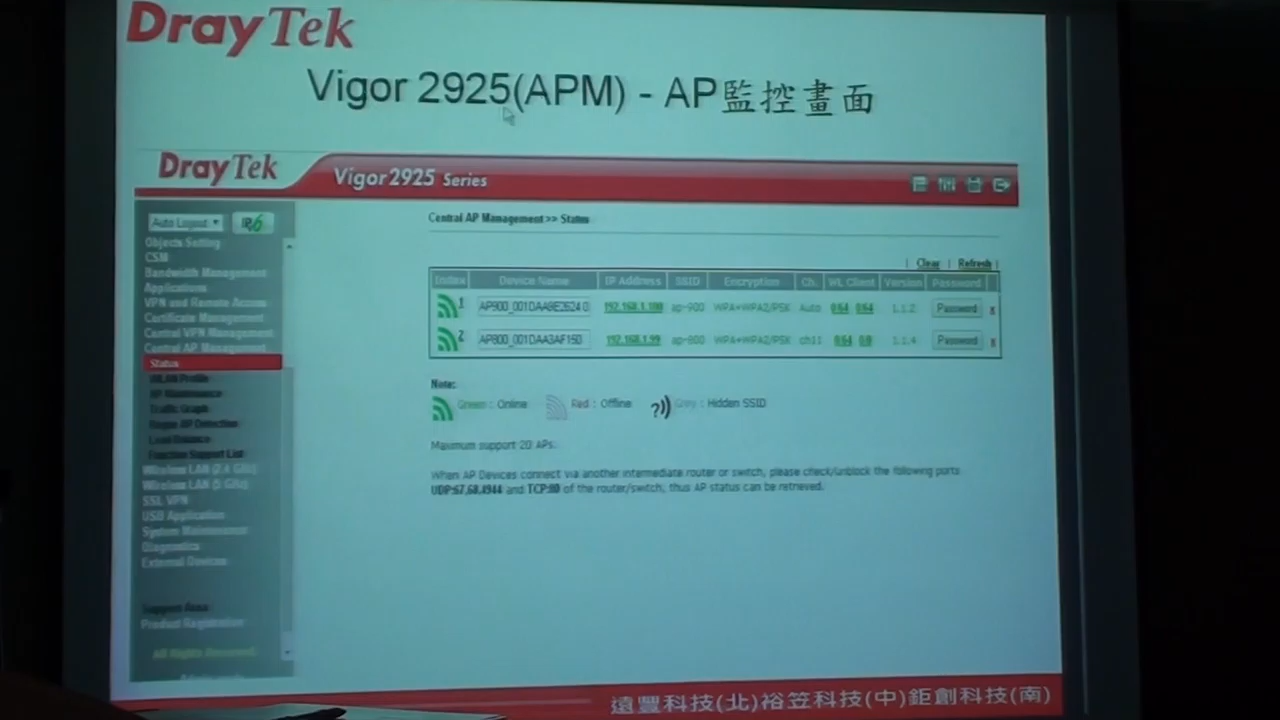 DrayTek
Vigor 2925(APM) - AP監控畫面
DrayTek Vigor2925 Series
Auto Logout IPv6
Objects Setting
CSM
Bandwidth Management
Applications
VPN and Remote Access
Certificate Management
Central VPN Management
Central AP Management
Status
WLAN Profile
AP Maintenance
Traffic Graph
Rogue AP Detection
Load Balance
Function Support List
Wireless LAN (2.4 GHz)
Wireless LAN (5 GHz)
SSL VPN
USB Application
System Maintenance
Diagnostics
External Devices
Support Area
Product Registration
All Rights Reserved.
Central AP Management >> Status
| Clear | Refresh |
Index Device Name IP Address SSID Encryption Ch. WL Client Version Password
1 192.168.1.100 ap-900 WPA+WPA2/PSK Auto 0/64 0/64 1.1.2 Password x
2 192.168.1.99 ap-800 WPA+WPA2/PSK ch11 0/64 0/0 1.1.4 Password x
Note:
Green : Online Red : Offline Grey : Hidden SSID
Maximum support 20 APs.
When AP Devices connect via another intermediate router or switch, please check/unblock the following ports
UDP:67,68,4944 and TCP:80 of the router/switch, thus AP status can be retrieved.
遠豐科技(北)裕笠科技(中)鉅創科技(南)